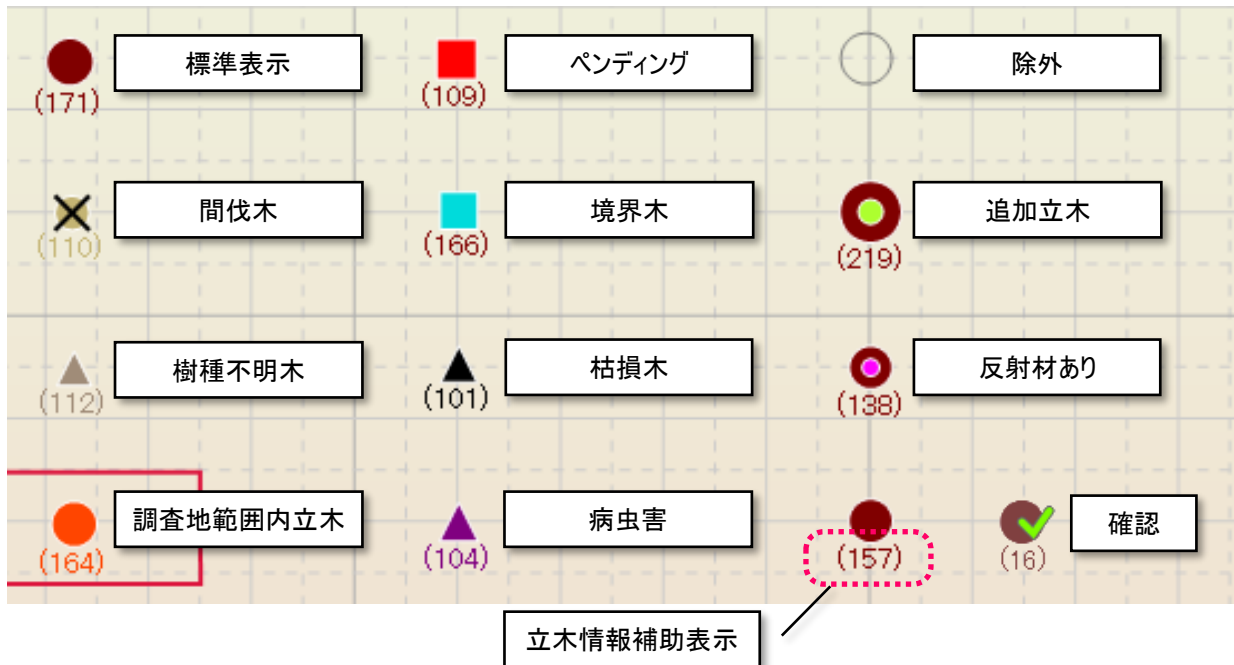 標準表示
(171)
ペンディング
(109)
除外
間伐木
(110)
境界木
(166)
追加立木
(219)
樹種不明木
(112)
枯損木
(101)
反射材あり
(138)
調査地範囲内立木
(164)
病虫害
(104)
(157)
確認
(16)
立木情報補助表示